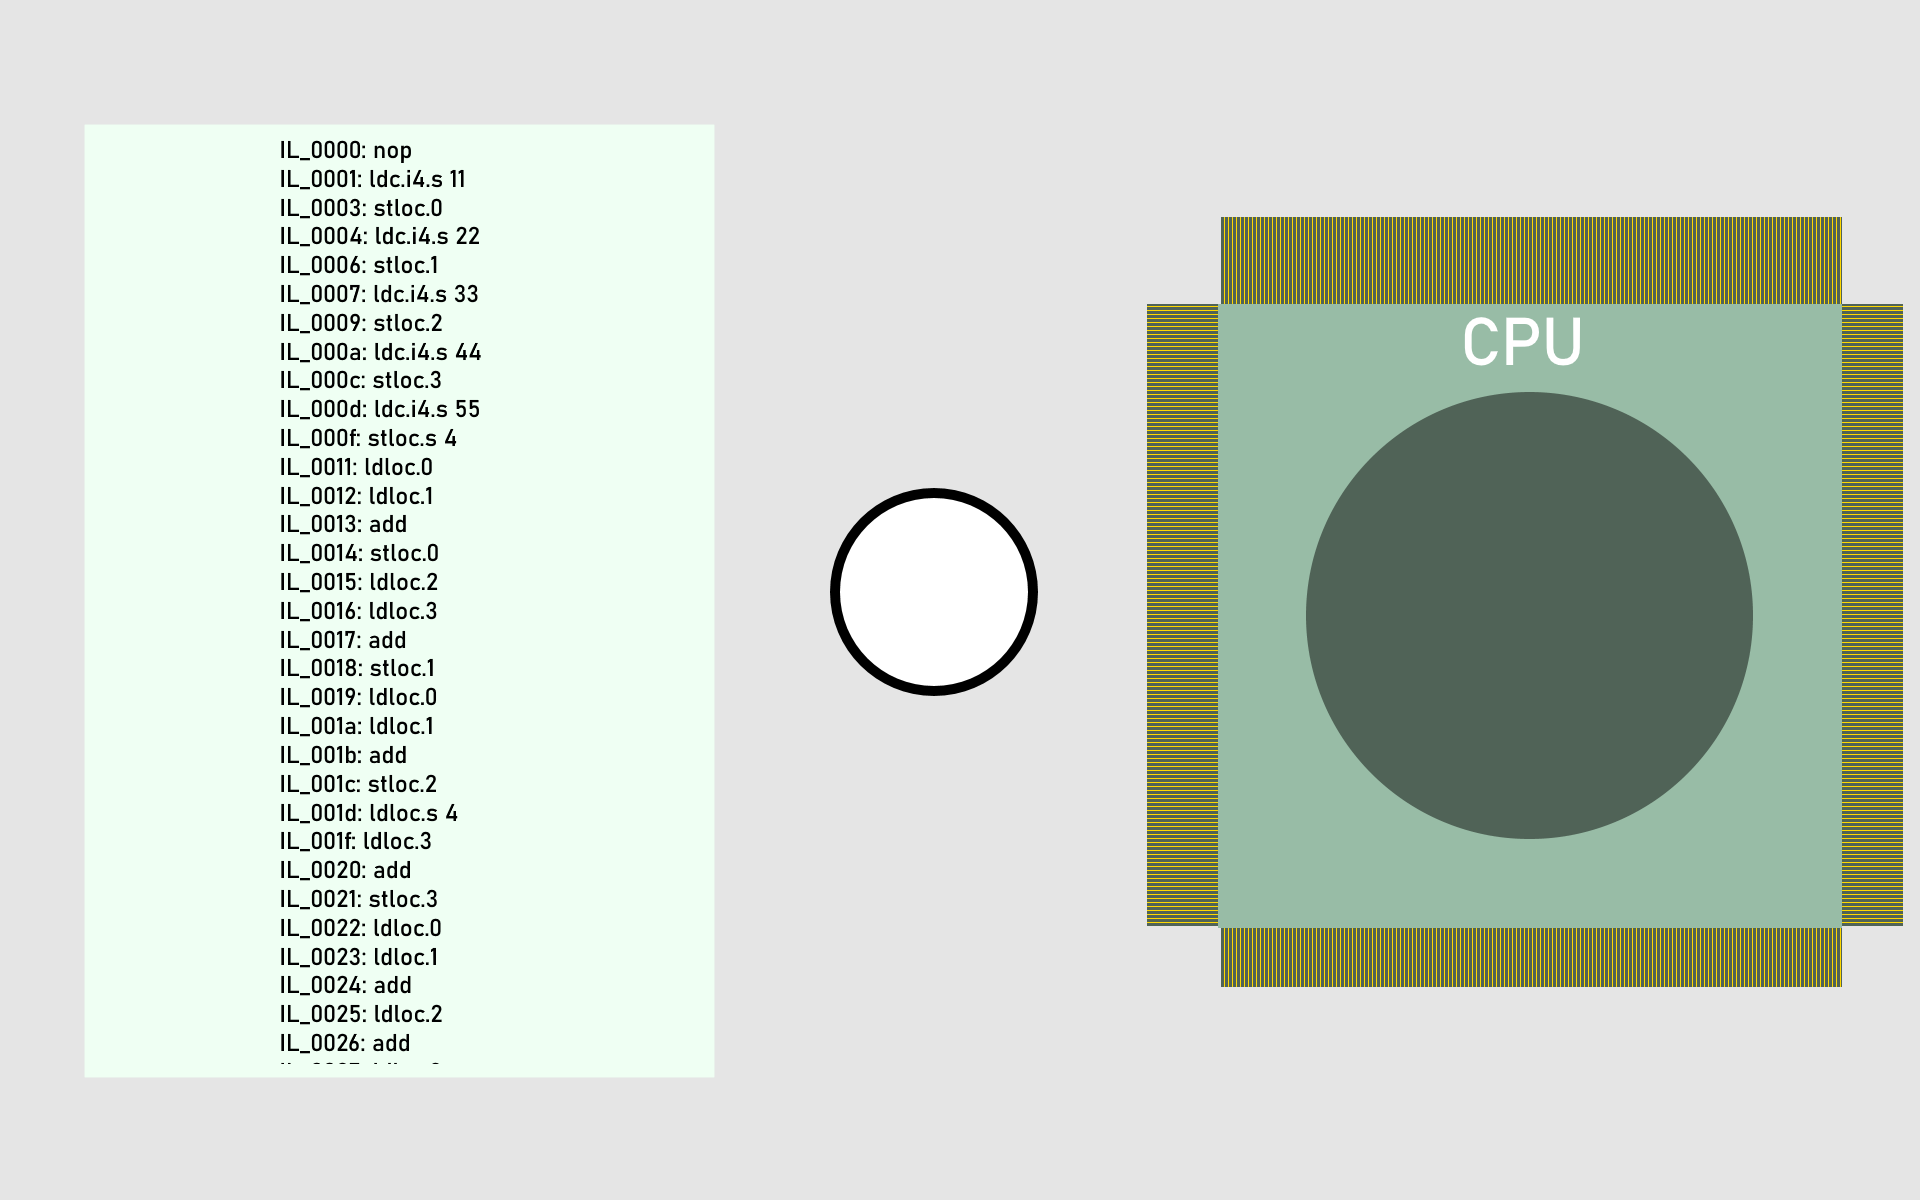 IL_0000: nop
IL_0001: ldc.i4.s 11
IL_0003: stloc.0
IL_0004: ldc.i4.s 22
IL_0006: stloc.1
IL_0007: ldc.i4.s 33
IL_0009: stloc.2
IL_000a: ldc.i4.s 44
IL_000c: stloc.3
IL_000d: ldc.i4.s 55
IL_000f: stloc.s 4
IL_0011: ldloc.0
IL_0012: ldloc.1
IL_0013: add
IL_0014: stloc.0
IL_0015: ldloc.2
IL_0016: ldloc.3
IL_0017: add
IL_0018: stloc.1
IL_0019: ldloc.0
IL_001a: ldloc.1
IL_001b: add
IL_001c: stloc.2
IL_001d: ldloc.s 4
IL_001f: ldloc.3
IL_0020: add
IL_0021: stloc.3
IL_0022: ldloc.0
IL_0023: ldloc.1
IL_0024: add
IL_0025: ldloc.2
IL_0026: add
CPU